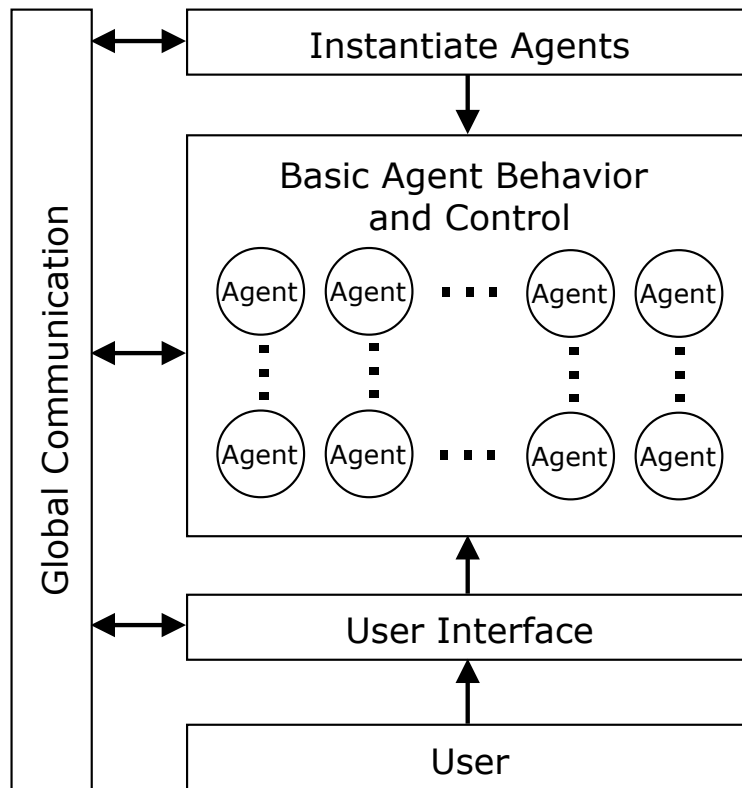 Global Communication
Instantiate Agents
Basic Agent Behavior
and Control
Agent Agent ... Agent Agent
Agent Agent ... Agent Agent
User Interface
User